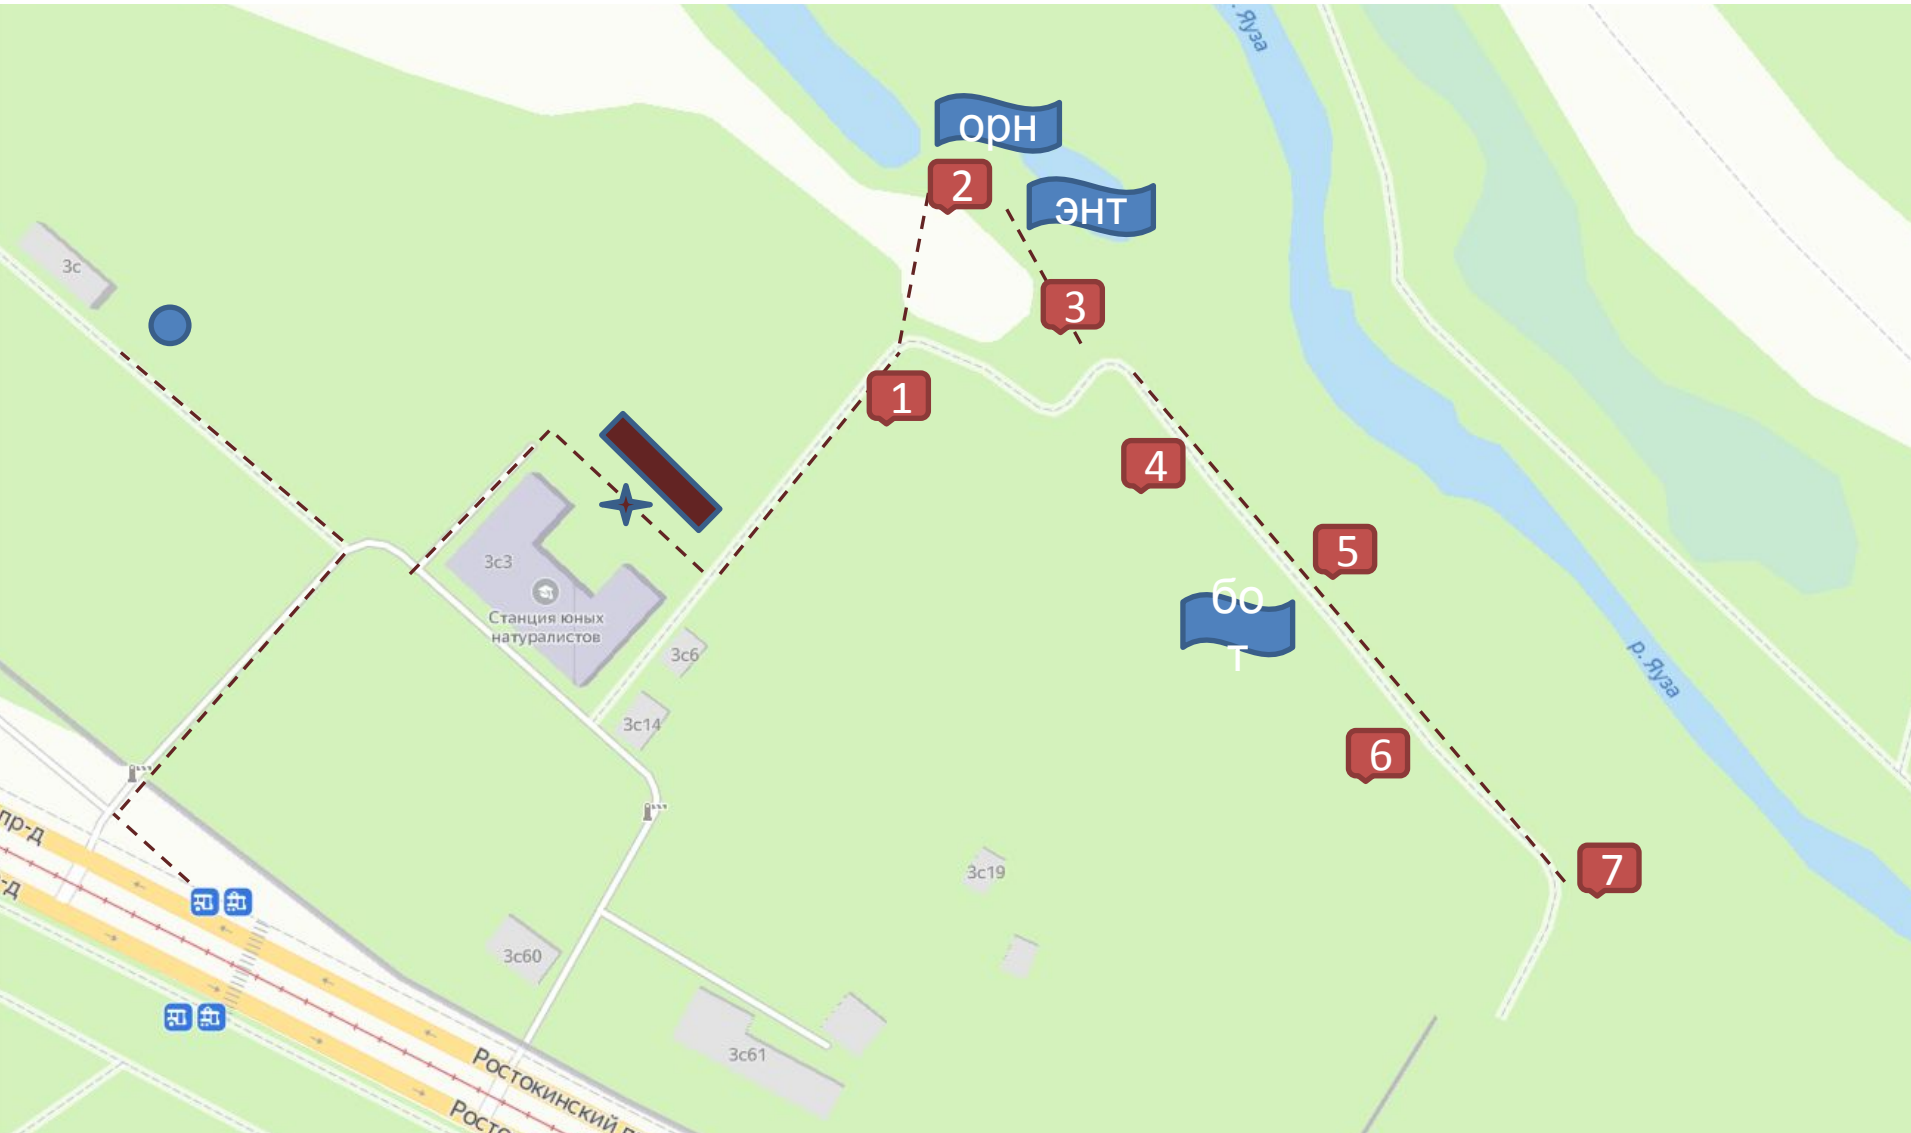 р. Яуза
орн
2
энт
3с
3
1
4
3с3
5
Станция юных
натуралистов
бо
т
3с6
р. Яуза
3с14
6
пр-д
7
3с19
-д
3с60
3с61
Ростокинский п
Росто